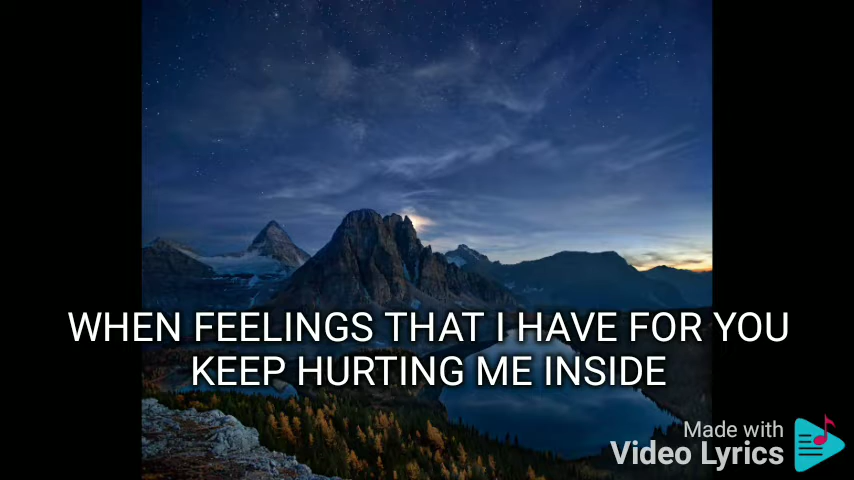 WHEN FEELINGS THAT I HAVE FOR YOU
KEEP HURTING ME INSIDE
Made with
Video Lyrics